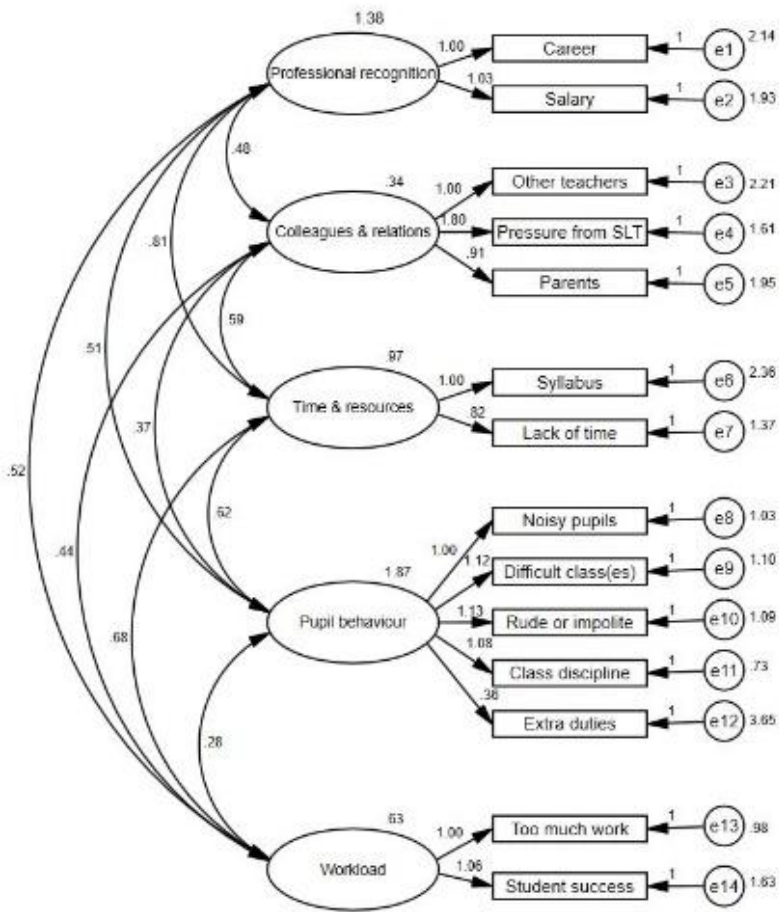 1.38
Professional recognition
1.00
Career
1
e1
2.14
1.03
Salary
1
e2
1.93
.48
.34
Colleagues & relations
1.00
Other teachers
1
e3
2.21
1.80
Pressure from SLT
1
e4
1.61
.91
Parents
1
e5
1.95
.81
.59
.97
Time & resources
1.00
Syllabus
1
e6
2.36
.82
Lack of time
1
e7
1.37
.51
.37
.52
.62
.44
1.87
Pupil behaviour
1.00
Noisy pupils
1
e8
1.03
1.12
Difficult class(es)
1
e9
1.10
1.13
Rude or impolite
1
e10
1.09
1.08
Class discipline
1
e11
.73
.36
Extra duties
1
e12
3.65
.68
.28
.63
Workload
1.00
Too much work
1
e13
.98
1.06
Student success
1
e14
1.63